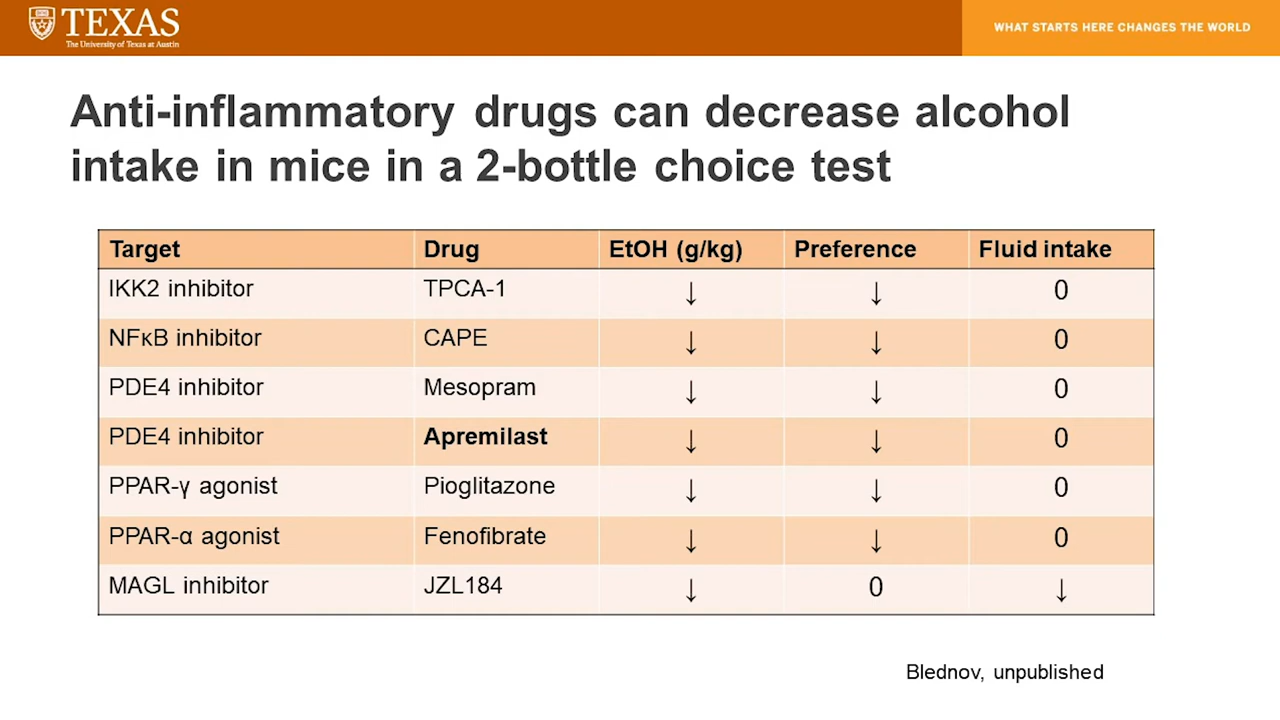 TEXAS
The University of Texas at Austin
WHAT STARTS HERE CHANGES THE WORLD
Anti-inflammatory drugs can decrease alcohol
intake in mice in a 2-bottle choice test
Target Drug EtOH (g/kg) Preference Fluid intake
IKK2 inhibitor TPCA-1 ↓ ↓ 0
NFκB inhibitor CAPE ↓ ↓ 0
PDE4 inhibitor Mesopram ↓ ↓ 0
PDE4 inhibitor Apremilast ↓ ↓ 0
PPAR-γ agonist Pioglitazone ↓ ↓ 0
PPAR-α agonist Fenofibrate ↓ ↓ 0
MAGL inhibitor JZL184 ↓ 0 ↓
Blednov, unpublished